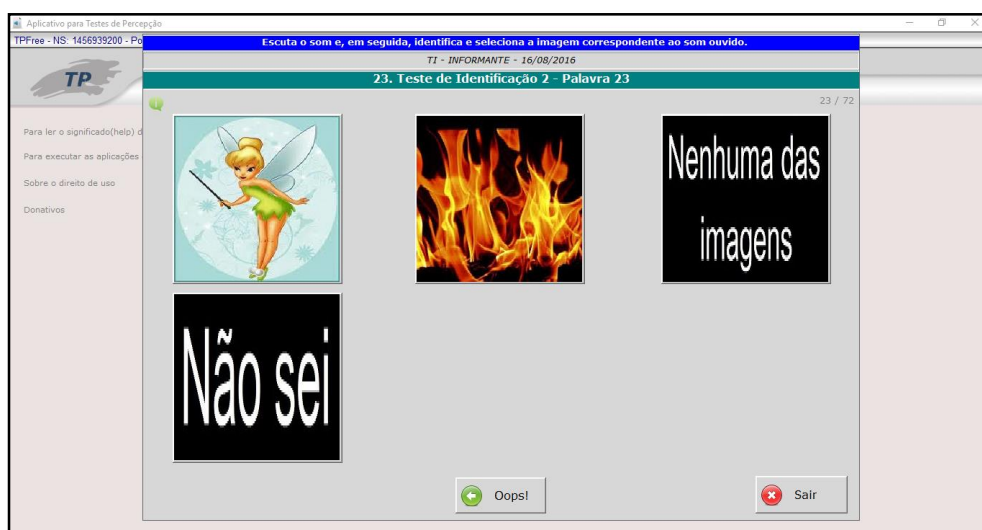 Aplicativo para Testes de Percepção
TPFree - NS: 1456939200 - Po
Escuta o som e, em seguida, identifica e seleciona a imagem correspondente ao som ouvido.
TI - INFORMANTE - 16/08/2016
TP
23. Teste de Identificação 2 - Palavra 23
23 / 72
Para ler o significado(help) d
Para executar as aplicações
Sobre o direito de uso
Donativos
Nenhuma das
imagens
Não sei
Oops!
Sair